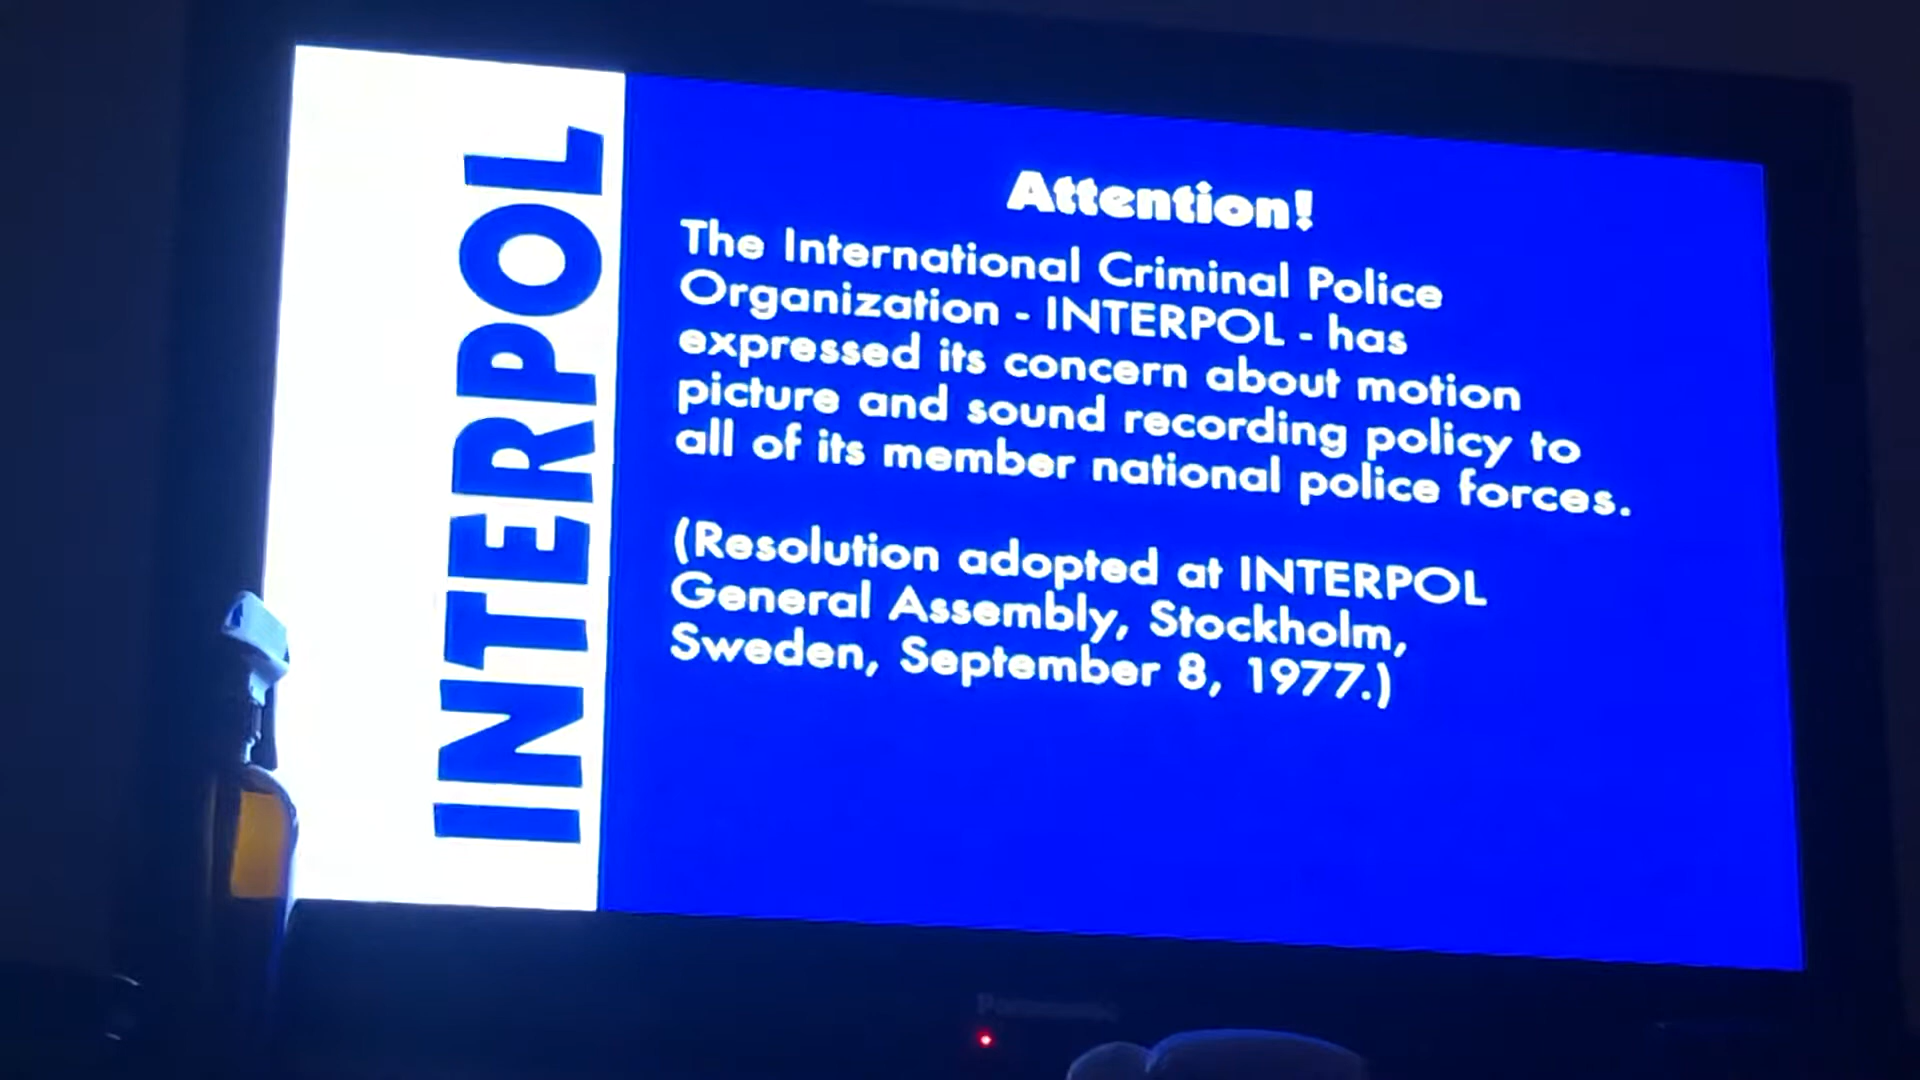 INTERPOL
Attention!
The International Criminal Police
Organization - INTERPOL - has
expressed its concern about motion
picture and sound recording policy to
all of its member national police forces.
(Resolution adopted at INTERPOL
General Assembly, Stockholm,
Sweden, September 8, 1977.)
Panasonic